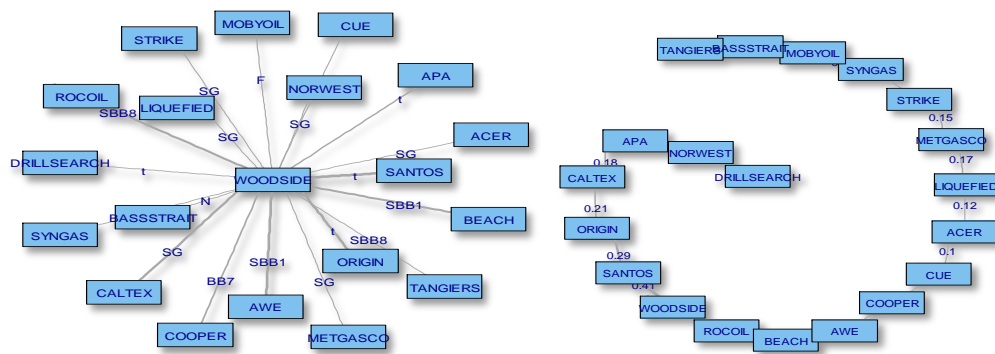 MOBYOIL
CUE
STRIKE
F
APA
SG
NORWEST
ROCOIL
LIQUEFIED
t
SBB8
SG
SG
ACER
DRILLSEARCH
SG
t
WOODSIDE
t
SANTOS
N
SBB1
BASSSTRAIT
BEACH
SYNGAS
SG
t
SBB8
SBB1
ORIGIN
BB7
SG
CALTEX
TANGIERS
AWE
COOPER
METGASCO
TANGIERS
BASSSTRAIT
MOBYOIL
SYNGAS
STRIKE
0.15
METGASCO
0.17
LIQUEFIED
0.12
ACER
0.1
CUE
COOPER
AWE
BEACH
ROCOIL
WOODSIDE
0.41
SANTOS
0.29
ORIGIN
0.21
CALTEX
0.18
APA
NORWEST
DRILLSEARCH